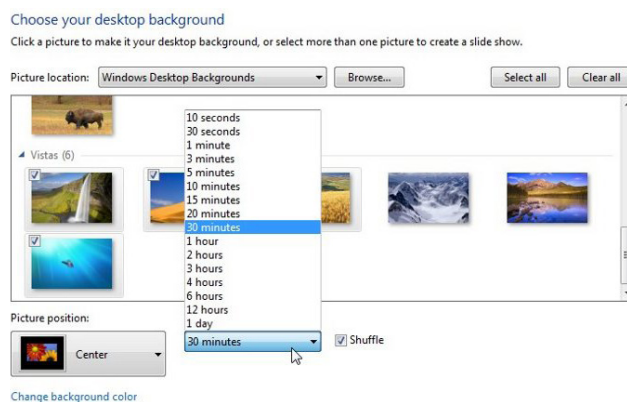 Choose your desktop background
Click a picture to make it your desktop background, or select more than one picture to create a slide show.
Picture location: Windows Desktop Backgrounds Browse... Select all Clear all
Vistas (6)
10 seconds
30 seconds
1 minute
3 minutes
5 minutes
10 minutes
15 minutes
20 minutes
30 minutes
1 hour
2 hours
3 hours
4 hours
6 hours
12 hours
1 day
Picture position:
Center 30 minutes Shuffle
Change background color